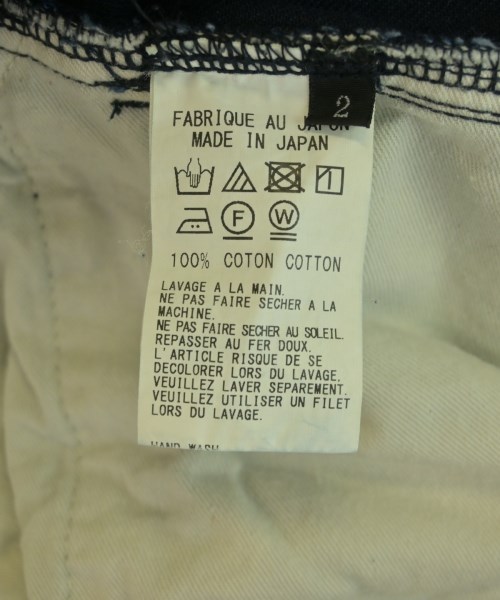 2
FABRIQUE AU JAPON
MADE IN JAPAN
F W
100% COTON COTTON
LAVAGE A LA MAIN.
NE PAS FAIRE SECHER A LA
MACHINE.
NE PAS FAIRE SECHER AU SOLEIL.
REPASSER AU FER DOUX.
L'ARTICLE RISQUE DE SE
DECOLORER LORS DU LAVAGE.
VEUILLEZ LAVER SEPAREMENT.
VEUILLEZ UTILISER UN FILET
LORS DU LAVAGE.
HAND WASH